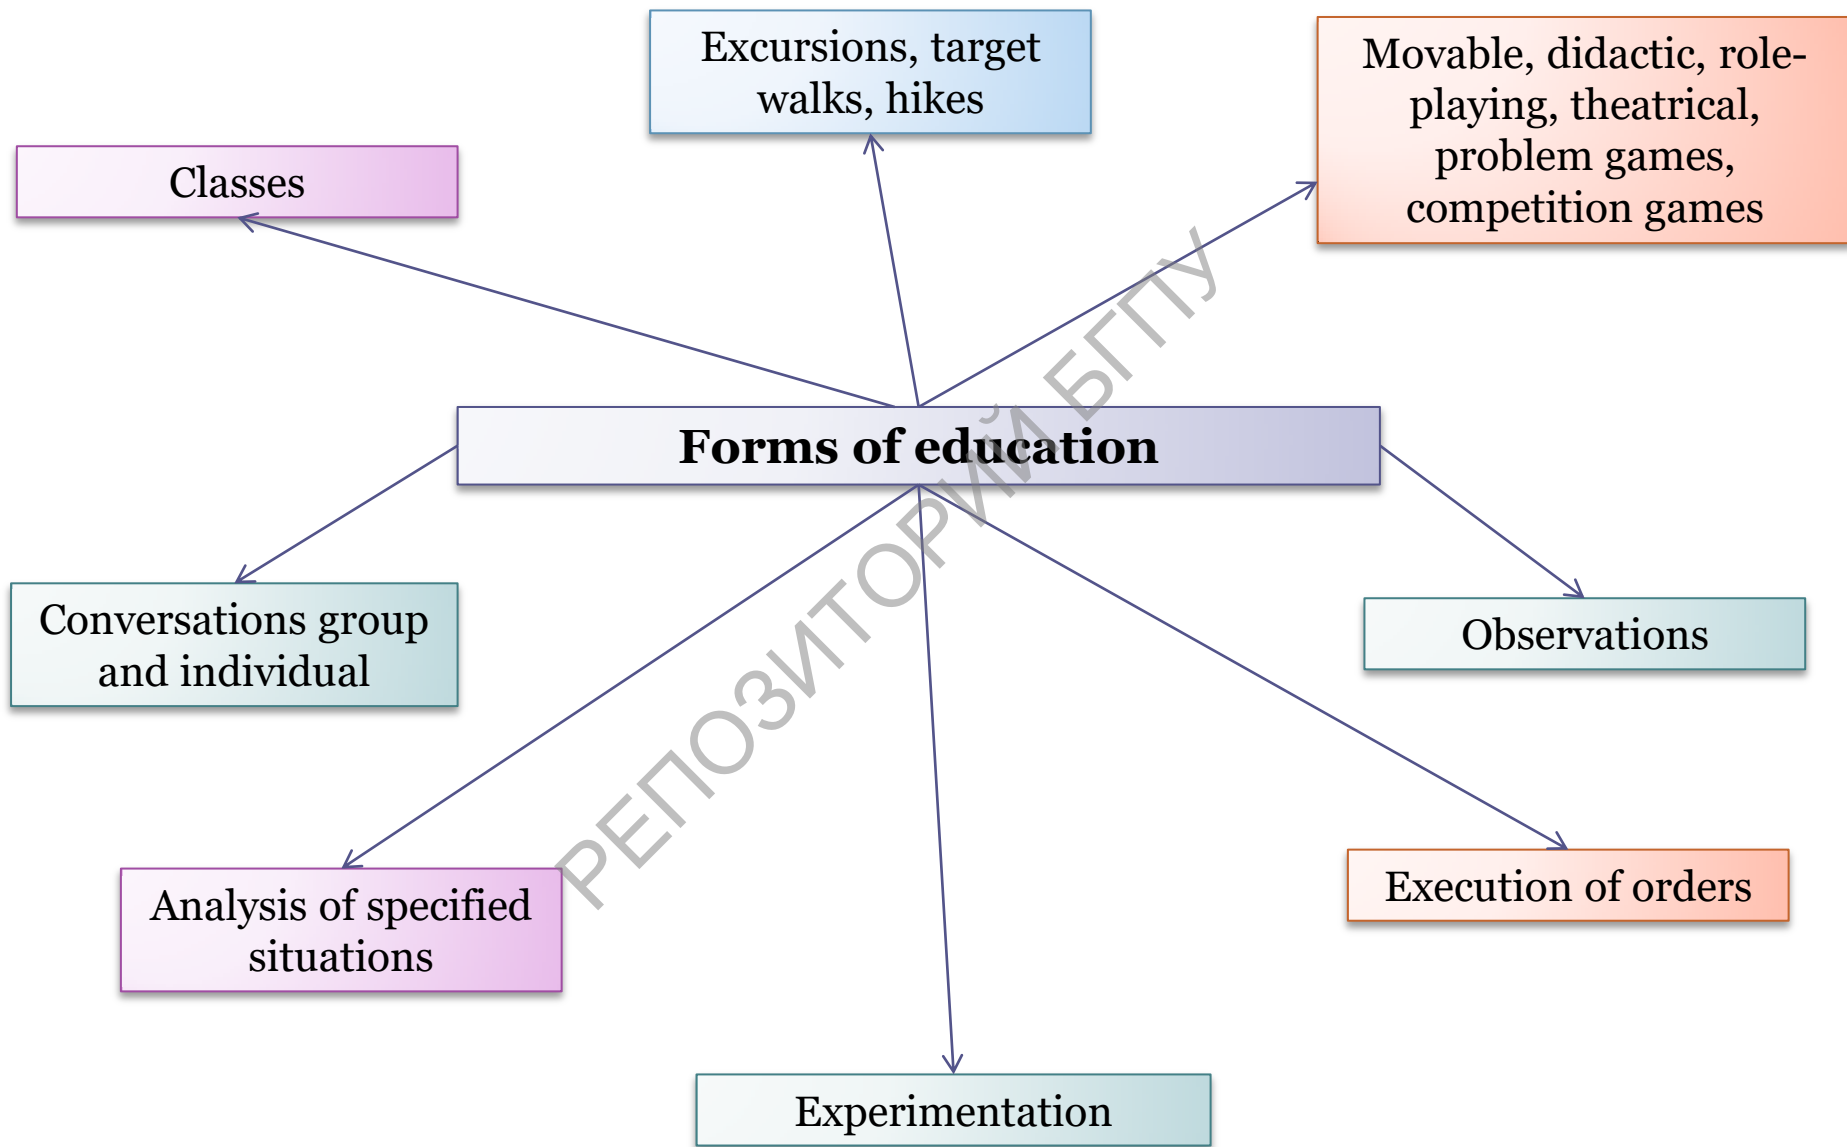 Excursions, target
walks, hikes
Movable, didactic, role-
playing, theatrical,
problem games,
competition games
Classes
Forms of education
Conversations group
and individual
Observations
Analysis of specified
situations
Execution of orders
Experimentation
РЕПОЗИТОРИЙ БГПУ